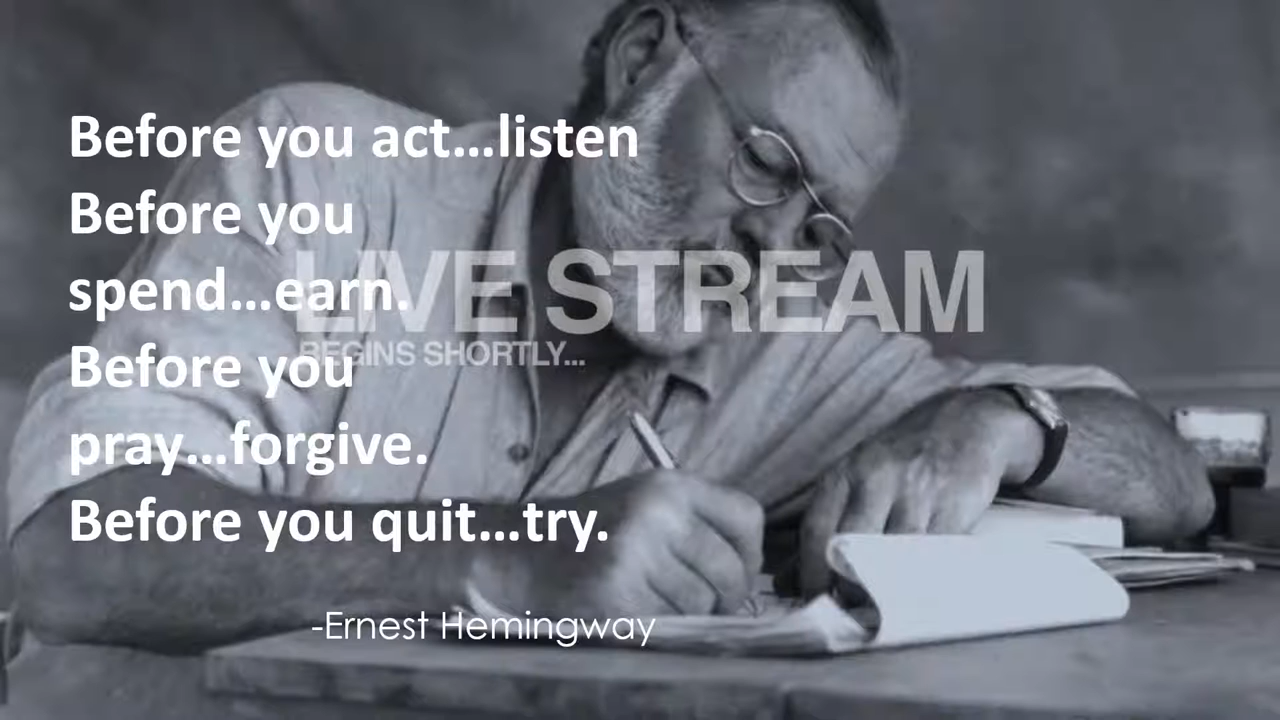 Before you act...listen
Before you
spend...earn.
LIVE STREAM
BEGINS SHORTLY...
Before you
pray...forgive.
Before you quit...try.
-Ernest Hemingway